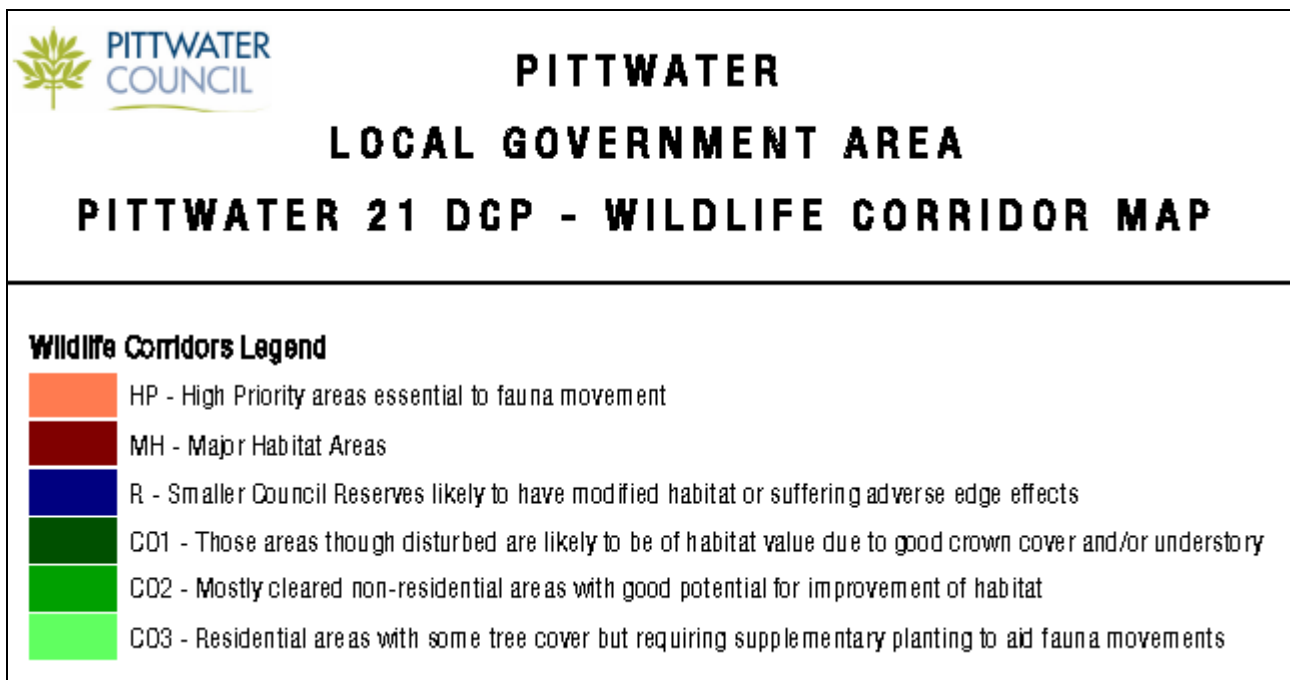 PITTWATER
COUNCIL
PITTWATER
LOCAL GOVERNMENT AREA
PITTWATER 21 DCP - WILDLIFE CORRIDOR MAP
Wildlife Corridors Legend
HP - High Priority areas essential to fauna movement
MH - Major Habitat Areas
R - Smaller Council Reserves likely to have modified habitat or suffering adverse edge effects
CO1 - Those areas though disturbed are likely to be of habitat value due to good crown cover and/or understory
CO2 - Mostly cleared non-residential areas with good potential for improvement of habitat
CO3 - Residential areas with some tree cover but requiring supplementary planting to aid fauna movements